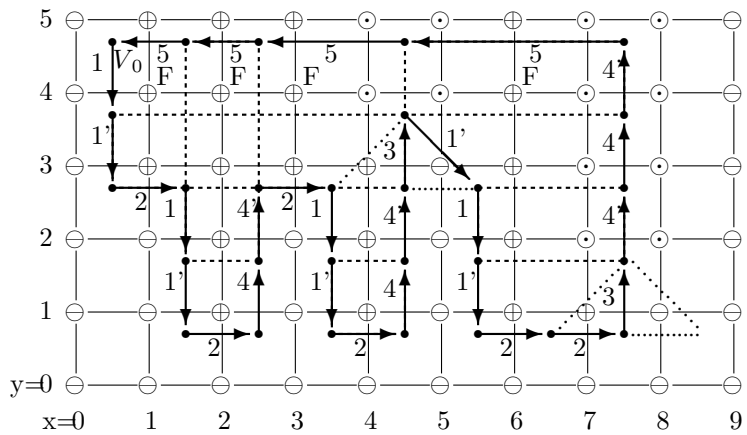 5
1 V₀ 5 5 5 5
F F F F 4'
4
1' 1' 4'
3 3
2 1 4' 2 1 4' 1 4'
2
1' 4 1' 4 1' 3
1
2 2 2 2
y=0
x=0 1 2 3 4 5 6 7 8 9